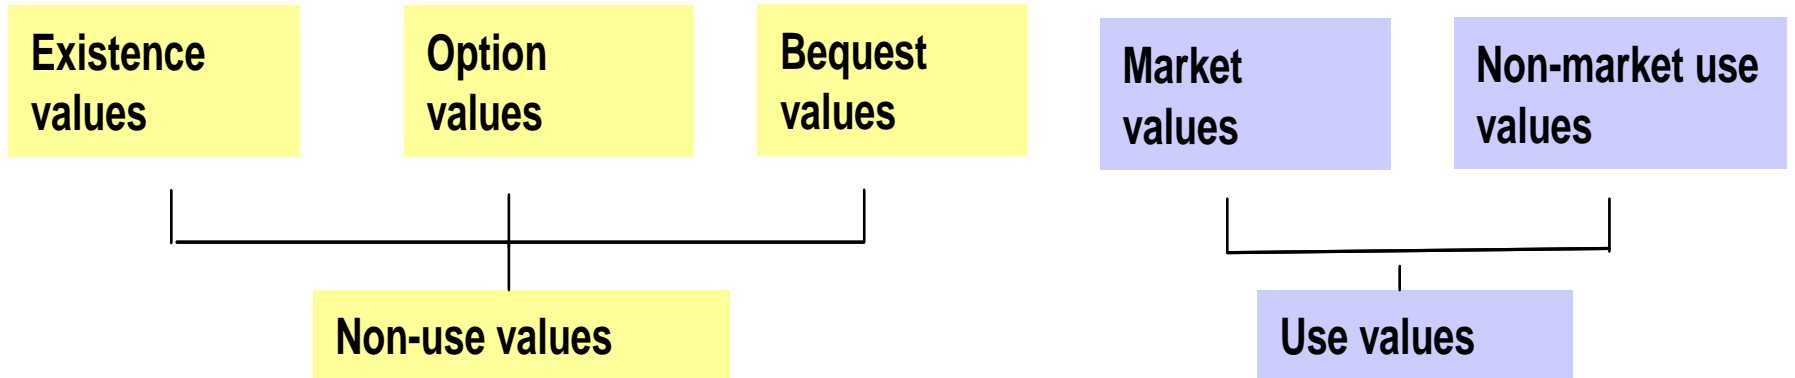 Existence
values
Option
values
Bequest
values
Market
values
Non-market use
values
Non-use values
Use values